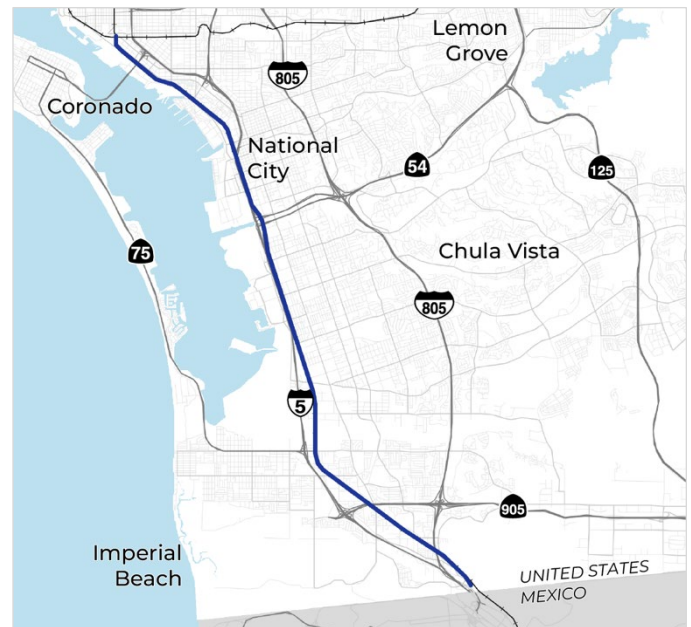 Lemon
Grove
805
Coronado
National
City
54
125
75
Chula Vista
805
5
905
Imperial
Beach
UNITED STATES
MEXICO